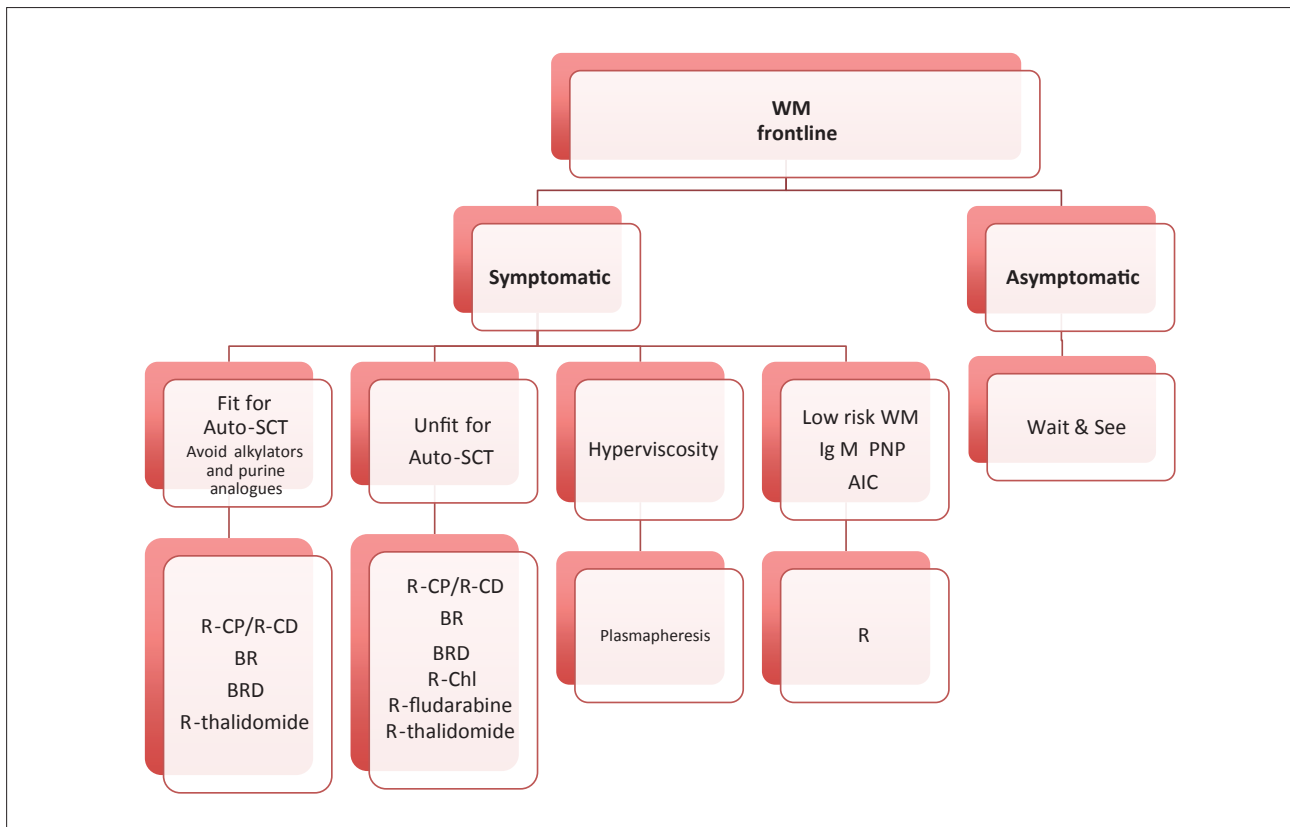 WM
frontline
Symptomatic
Asymptomatic
Fit for
Auto-SCT
Avoid alkylators
and purine
analogues
Unfit for
Auto-SCT
Hyperviscosity
Low risk WM
Ig M PNP
AIC
Wait & See
R-CP/R-CD
BR
BRD
R-thalidomide
R-CP/R-CD
BR
BRD
R-Chl
R-fludarabine
R-thalidomide
Plasmapheresis
R